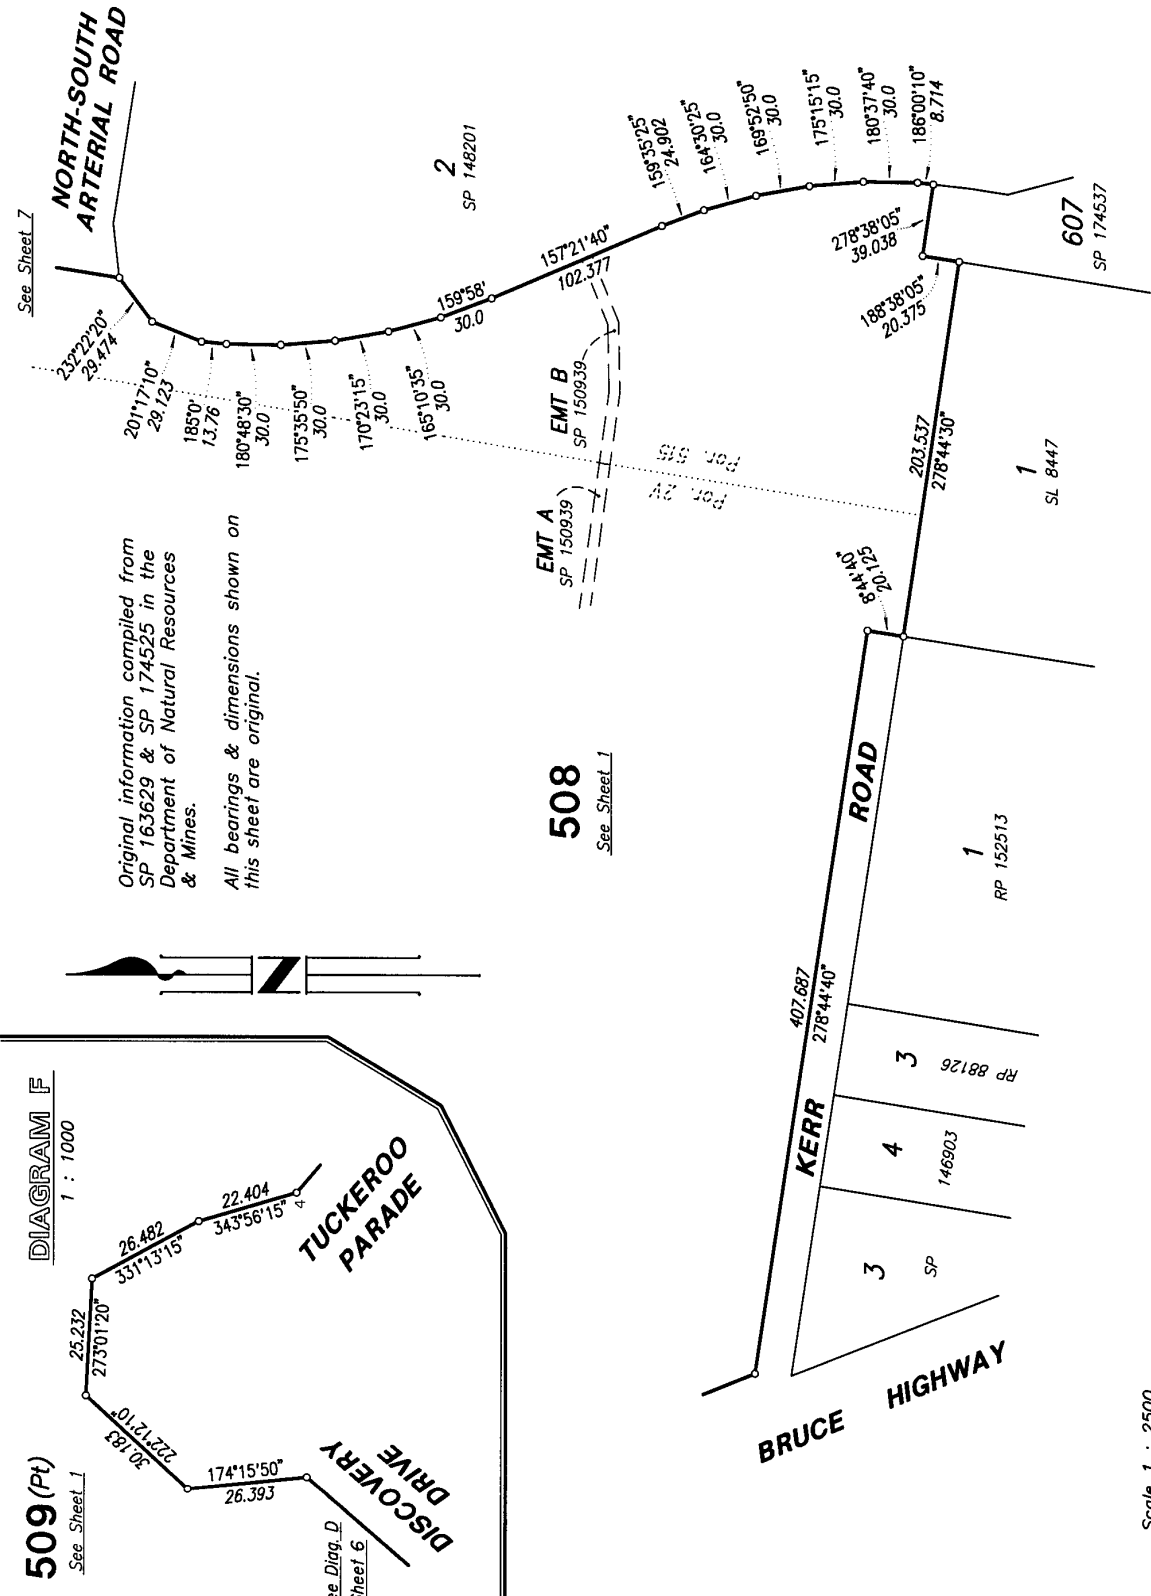 See Sheet 7
NORTH-SOUTH
ARTERIAL ROAD
232°22'20"
29.474
201°17'10"
29.123
185°0'
13.76
180°48'30"
30.0
175°35'50"
30.0
170°23'15"
30.0
165°10'35"
30.0
159°58'
30.0
157°21'40"
102.377
159°35'25"
24.902
164°30'25"
30.0
169°52'50"
30.0
175°15'15"
30.0
180°37'40"
30.0
186°00'10"
8.714
278°38'05"
39.038
188°38'05"
20.375
203.537
278°44'30"
8°44'40"
20.125
2
SP 148201
607
SP 174537
1
SL 8447
EMT B
SP 150939
EMT A
SP 150939
Por. 515
Por. 2V
Original information compiled from
SP 163629 & SP 174525 in the
Department of Natural Resources
& Mines.
All bearings & dimensions shown on
this sheet are original.
508
See Sheet 1
KERR ROAD
407.687
278°44'40"
1
RP 152513
3
RP 88126
4
146903
3
SP
BRUCE HIGHWAY
DIAGRAM F
1 : 1000
509 (Pt)
See Sheet 1
174°15'50"
26.393
222°12'10"
30.183
25.232
273°01'20"
26.482
331°13'15"
22.404
343°56'15"
4
TUCKEROO
PARADE
DISCOVERY
DRIVE
ee Diag. D
heet 6
Scale 1 : 2500